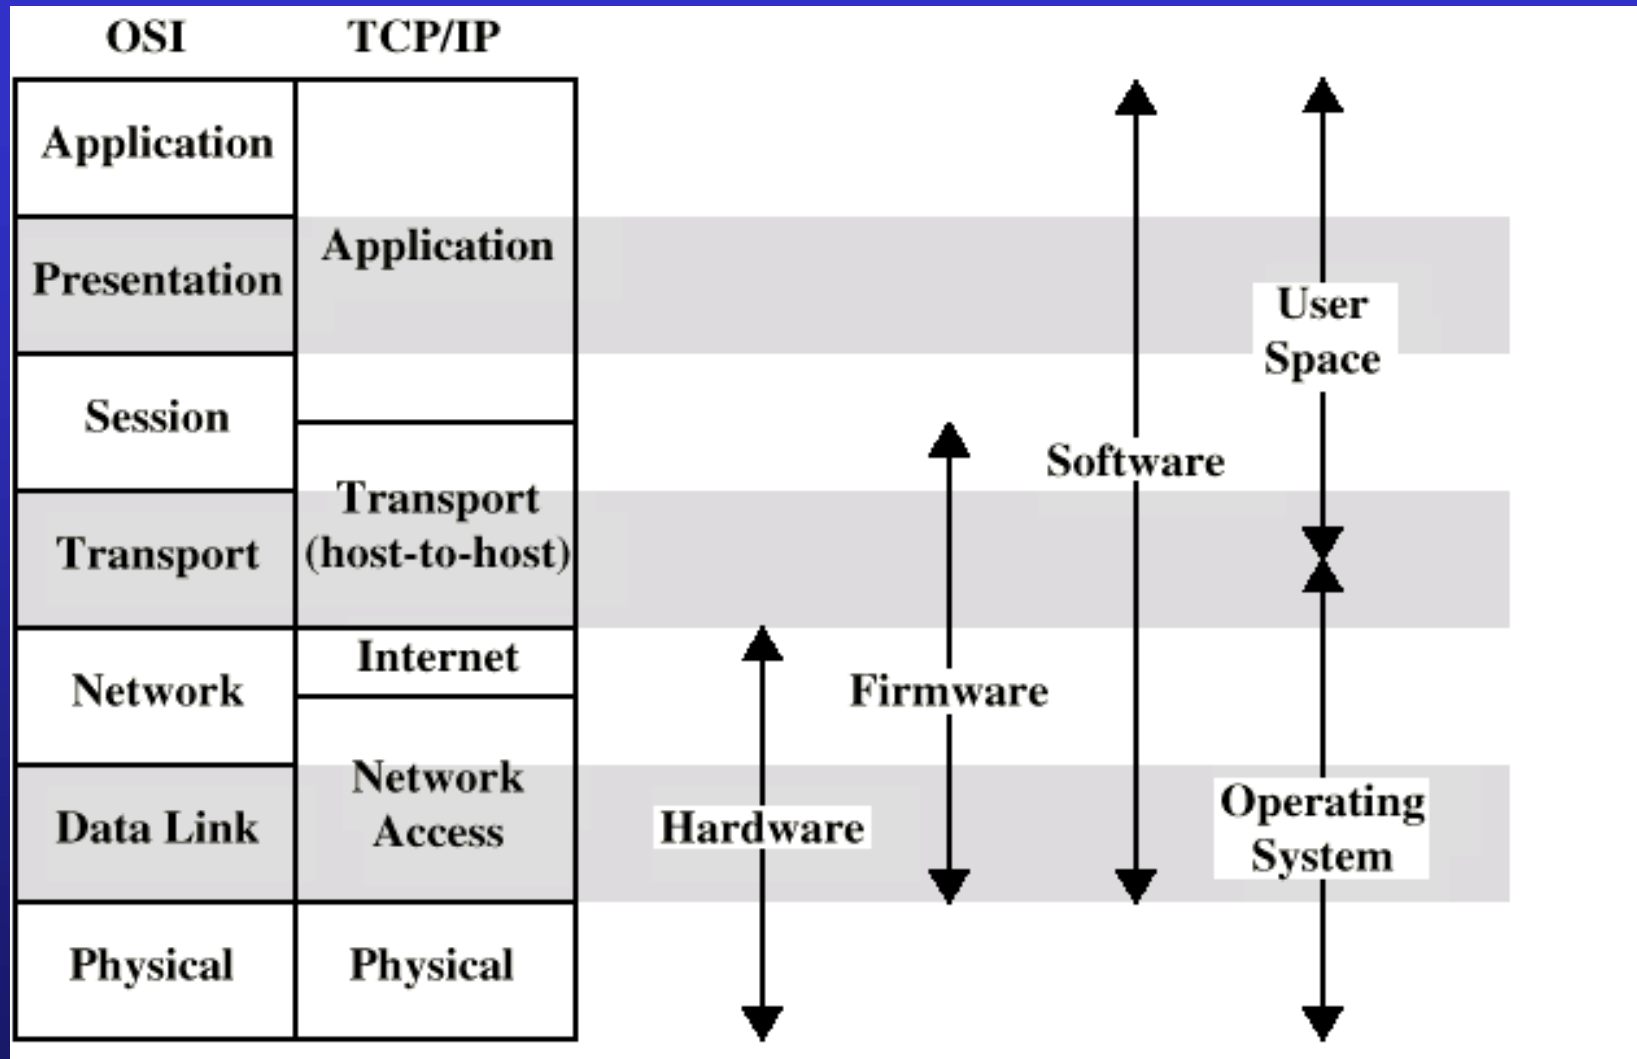 OSI TCP/IP
Application
Presentation
Session
Transport
Network
Data Link
Physical
Application
Transport
(host-to-host)
Internet
Network
Access
Physical
Hardware
Firmware
Software
User
Space
Operating
System